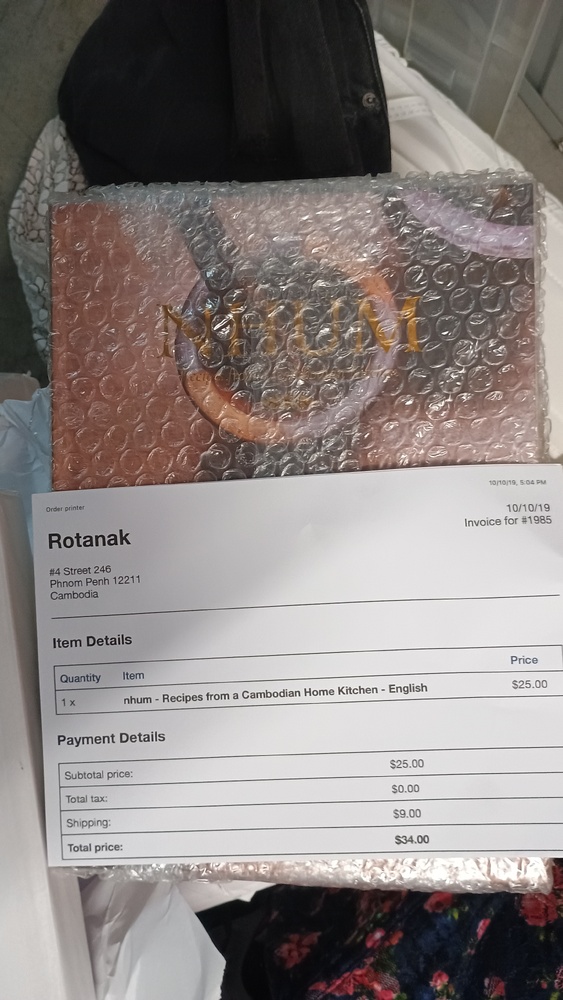 NHUM
10/10/19, 5:04 PM
Order printer
10/10/19
Invoice for #1985
Rotanak
#4 Street 246
Phnom Penh 12211
Cambodia
Item Details
Quantity Item Price
1 x nhum - Recipes from a Cambodian Home Kitchen - English $25.00
Payment Details
Subtotal price: $25.00
Total tax: $0.00
Shipping: $9.00
Total price: $34.00